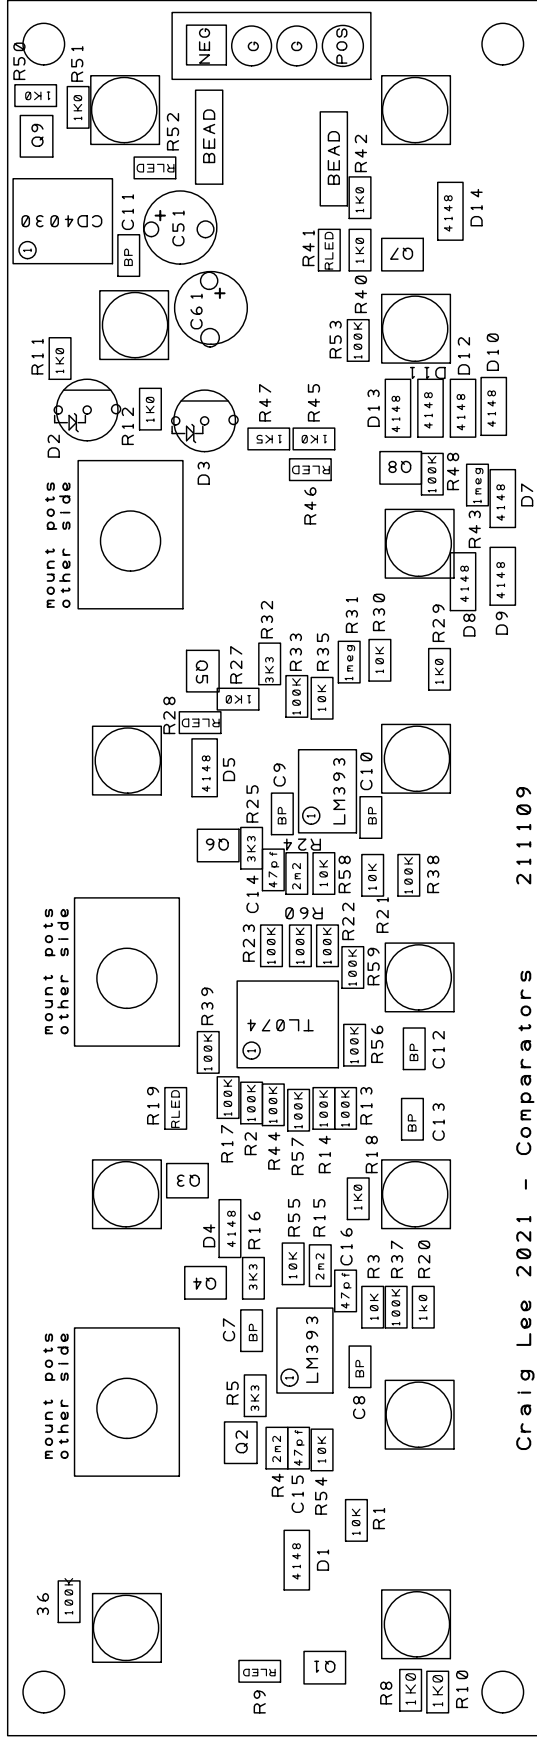 R50
1K0
R51
1K0
Q9
R52
RLED
BEAD
NEG
G
G
POS
CD4030
1
C11
BP
+
C51
C61
+
BEAD
R42
1K0
R41
RLED
1K0
R40
Q7
4148
D14
R53
100K
R11
1K0
D2
R12
1K0
D3
R47
1K5
R45
1K0
R46
RLED
D13
4148
D11
4148
D12
4148
D10
4148
Q8
100K
R48
R43
1meg
4148
D7
mount pots
other side
D8
4148
D9
4148
Q5
R27
1K0
R28
RLED
R32
3K3
R33
100K
R35
10K
R31
1meg
R30
10K
R29
1K0
4148
D5
C9
BP
LM393
1
C10
BP
Q6
R25
3K3
C14
47pf
R24
2m2
10K
R58
10K
R21
100K
R38
mount pots
other side
R23
100K
R60
100K
100K
R22
100K
R59
TL074
1
R39
100K
100K
R56
BP
C12
BP
C13
R19
RLED
R17
100K
R2
100K
R44
100K
R57
100K
R14
100K
100K
R13
Q3
R18
1K0
D4
4148
Q4
R16
3K3
R55
10K
R15
2m2
C16
47pf
R3
10K
R37
100K
R20
1k0
mount pots
other side
C7
BP
LM393
1
C8
BP
R5
3K3
Q2
R4
2m2
C15
47pf
R54
10K
10K
R1
4148
D1
36
100K
R9
RLED
Q1
R8
1K0
1K0
R10
Craig Lee 2021 - Comparators 211109